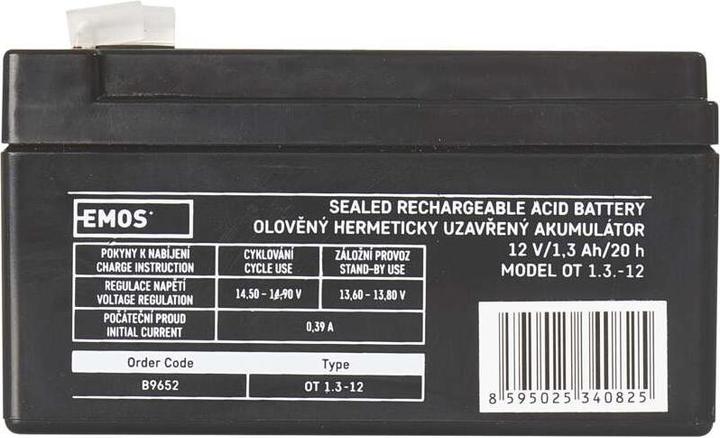 EMOS
SEALED RECHARGEABLE ACID BATTERY
OLOVĚNÝ HERMETICKY UZAVŘENÝ AKUMULÁTOR
12 V/1,3 Ah/20 h
MODEL OT 1.3.-12
POKYNY K NABÍJENÍ
CHARGE INSTRUCTION
CYKLOVÁNÍ
CYCLE USE
ZÁLOŽNÍ PROVOZ
STAND-BY USE
REGULACE NAPĚTÍ
VOLTAGE REGULATION
14,50 - 14,90 V
13,60 - 13,80V
POČÁTEČNÍ PROUD
INITIAL CURRENT
0,39 A
Order Code
Type
B9652
OT 1.3-12
8 595025 340825